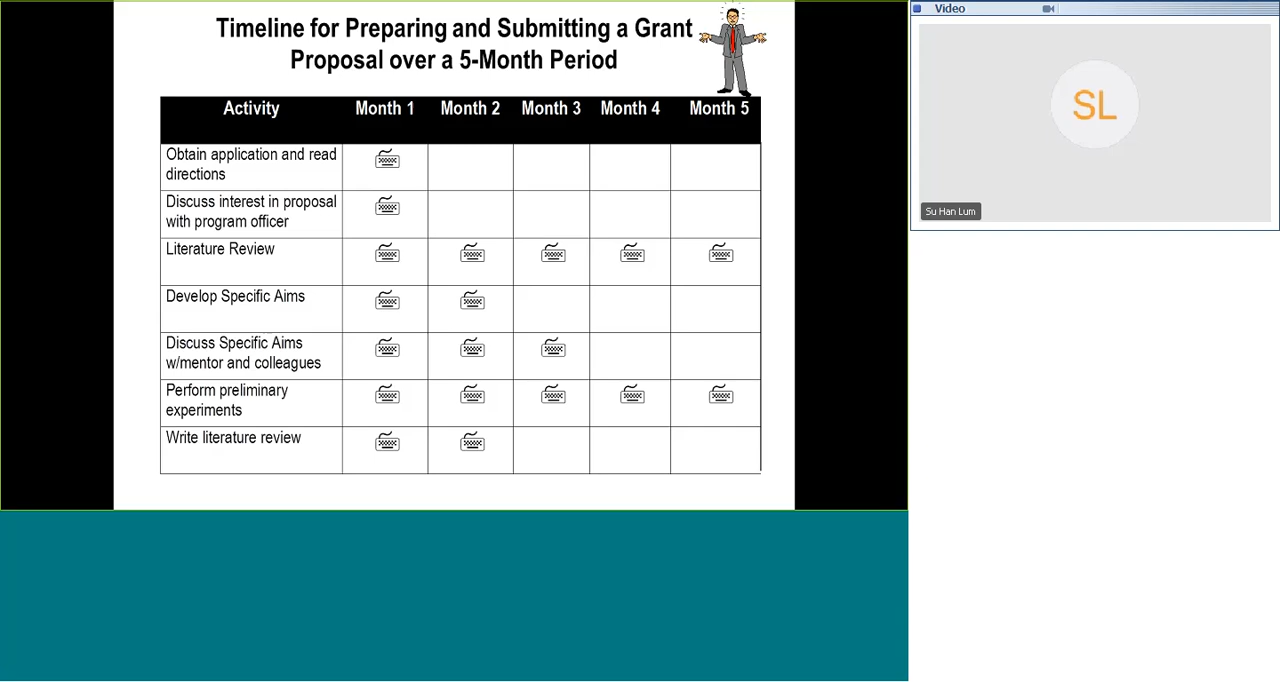 Timeline for Preparing and Submitting a Grant
Proposal over a 5-Month Period
Activity Month 1 Month 2 Month 3 Month 4 Month 5
Obtain application and read
directions
Discuss interest in proposal
with program officer
Literature Review
Develop Specific Aims
Discuss Specific Aims
w/mentor and colleagues
Perform preliminary
experiments
Write literature review
Video
SL
Su Han Lum